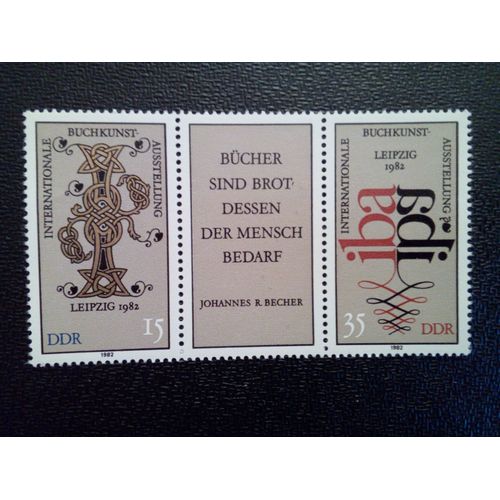 INTERNATIONALE
BUCHKUNST-
AUSSTELLUNG
LEIPZIG 1982
DDR
15
1982
BÜCHER
SIND BROT,
DESSEN
DER MENSCH
BEDARF
JOHANNES R. BECHER
INTERNATIONALE
BUCHKUNST-
AUSSTELLUNG
LEIPZIG
1982
iba
35
DDR
1982